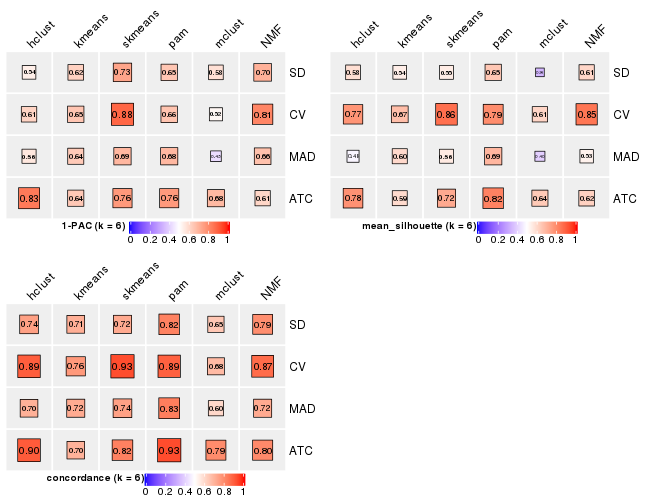 hclust kmeans skmeans pam mclust NMF
0.54 0.62 0.73 0.65 0.58 0.70 SD
0.61 0.65 0.88 0.66 0.52 0.81 CV
0.56 0.64 0.69 0.68 0.66 MAD
0.83 0.64 0.76 0.76 0.68 0.61 ATC
1-PAC (k = 6)
0 0.2 0.4 0.6 0.8 1
hclust kmeans skmeans pam mclust NMF
0.58 0.54 0.55 0.65 0.61 SD
0.77 0.67 0.86 0.79 0.61 0.85 CV
0.60 0.56 0.69 0.53 MAD
0.78 0.59 0.72 0.82 0.64 0.62 ATC
mean_silhouette (k = 6)
0 0.2 0.4 0.6 0.8 1
hclust kmeans skmeans pam mclust NMF
0.74 0.71 0.72 0.82 0.65 0.79 SD
0.89 0.76 0.93 0.89 0.68 0.87 CV
0.70 0.72 0.74 0.83 0.60 0.72 MAD
0.90 0.70 0.82 0.93 0.79 0.80 ATC
concordance (k = 6)
0 0.2 0.4 0.6 0.8 1